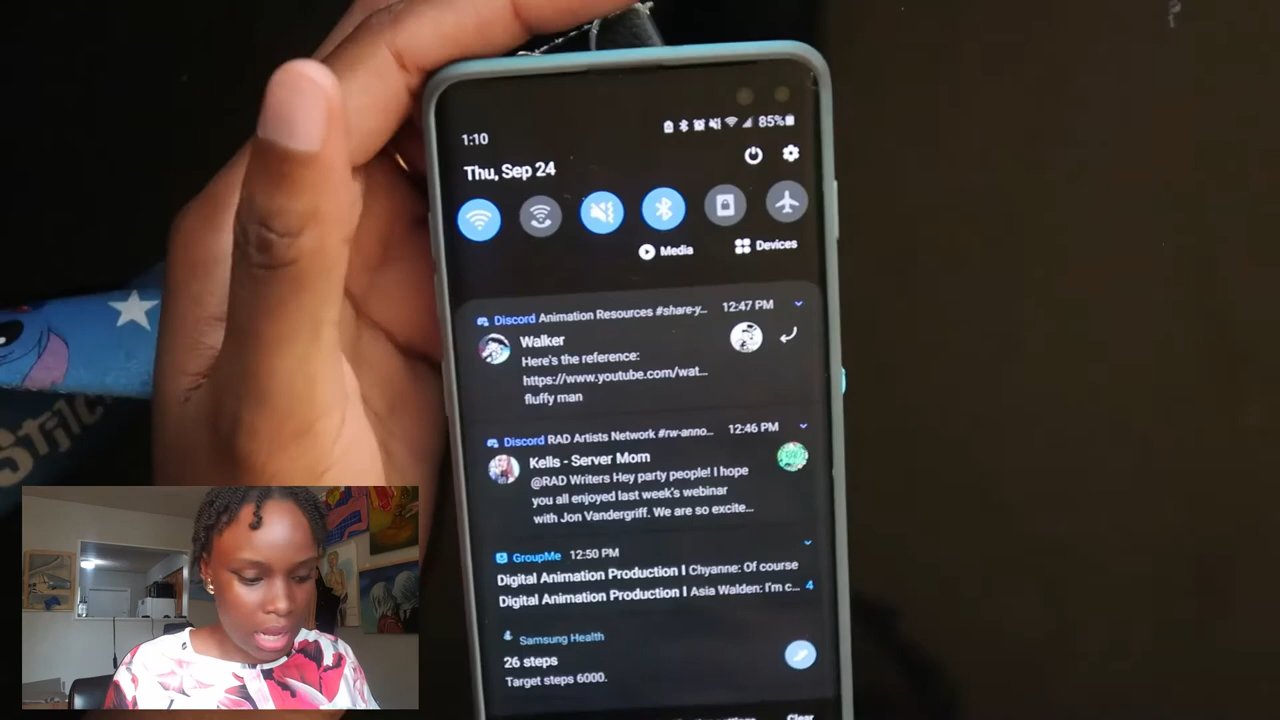 1:10
85%
Thu, Sep 24
Media
Devices
Discord Animation Resources #share-y... 12:47 PM
Walker
Here's the reference:
https://www.youtube.com/wat...
fluffy man
Discord RAD Artists Network #rw-anno... 12:46 PM
Kells - Server Mom
RAD
@RAD Writers Hey party people! I hope
you all enjoyed last week's webinar
with Jon Vandergriff. We are so excite...
GroupMe 12:50 PM
Digital Animation Production I Chyanne: Of course
Digital Animation Production I Asia Walden: I'm c... 4
Samsung Health
26 steps
Target steps 6000.
Clear
Stitch